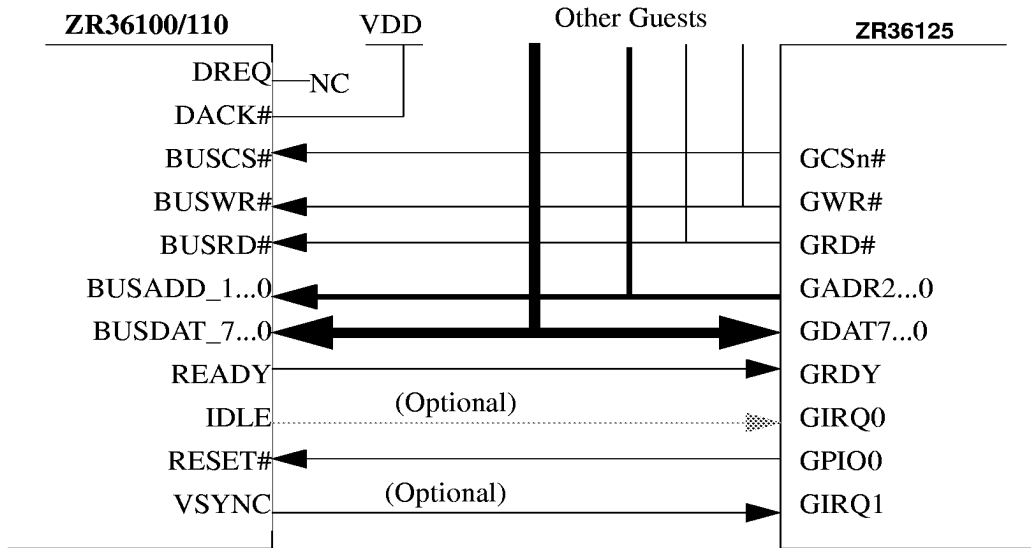 ZR36100/110 VDD Other Guests ZR36125
DREQ NC
DACK#
BUSCS# GCSn#
BUSWR# GWR#
BUSRD# GRD#
BUSADD_1...0 GADR2...0
BUSDAT_7...0 GDAT7...0
READY GRDY
IDLE (Optional) GIRQ0
RESET# GPIO0
VSYNC (Optional) GIRQ1